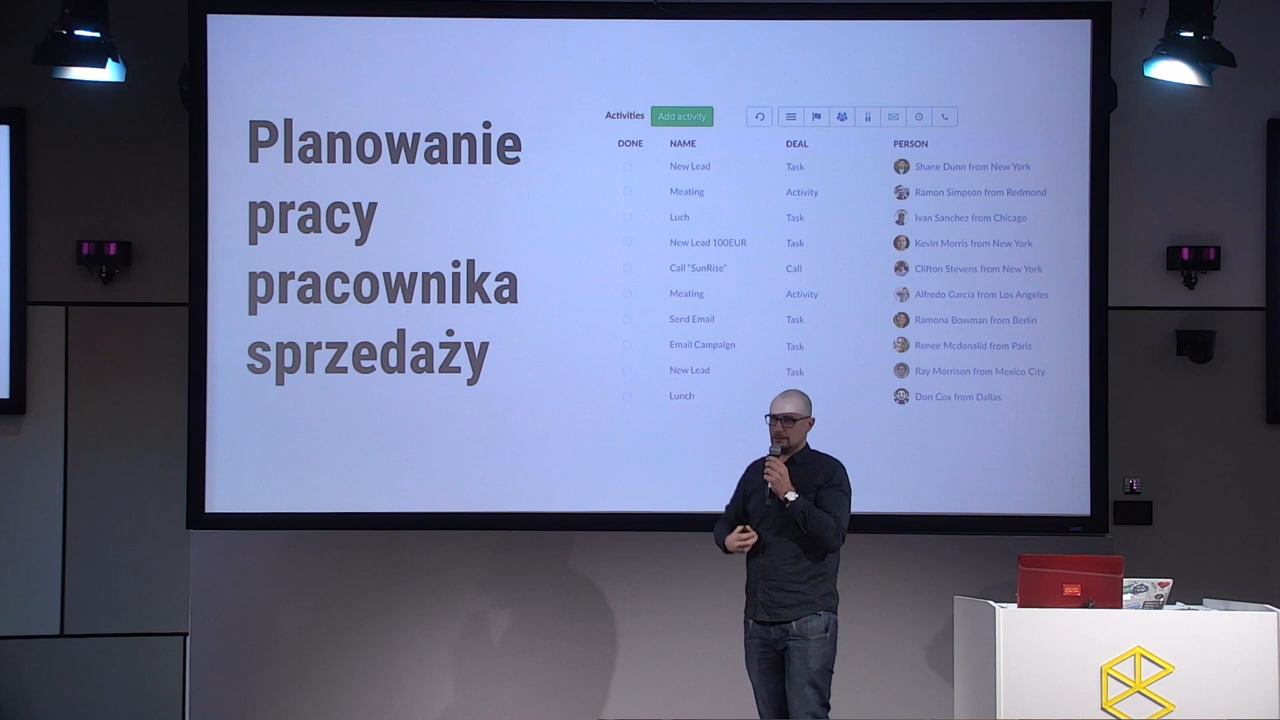 Planowanie
pracy
pracownika
sprzedaży
Activities Add activity
DONE NAME DEAL PERSON
New Lead Task Shane Dunn from New York
Meating Activity Ramon Simpson from Redmond
Luch Task Ivan Sanchez from Chicago
New Lead 100EUR Task Kevin Morris from New York
Call "SunRise" Call Clifton Stevens from New York
Meating Activity Alfredo Garcia from Los Angeles
Send Email Task Ramona Bowman from Berlin
Email Campaign Task Renee Mcdonalid from Paris
New Lead Task Ray Morrison from Mexico City
Lunch Don Cox from Dallas